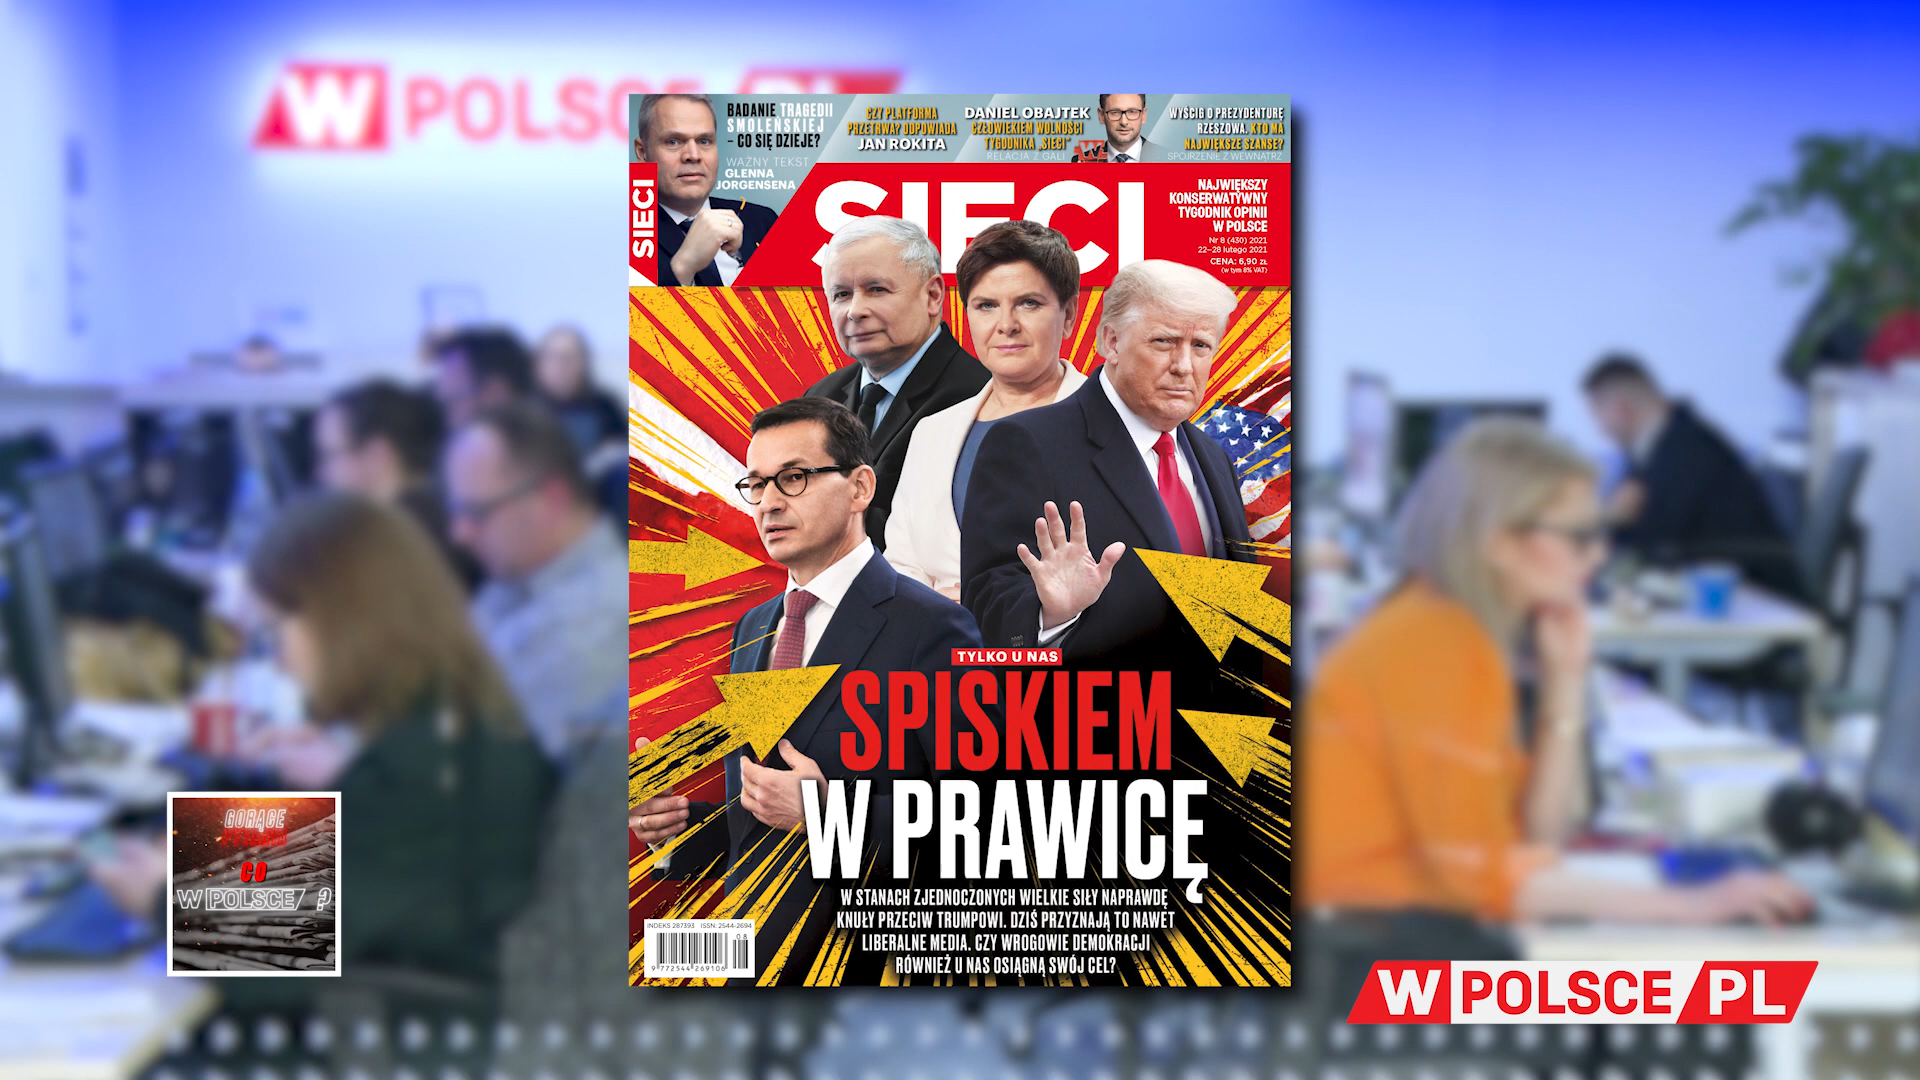 W POLSC
BADANIE TRAGEDII
SMOLEŃSKIEJ
– CO SIĘ DZIEJE?
WAŻNY TEKST
GLENNA
JORGENSENA
CZY PLATFORMA
PRZETRWA? ODPOWIADA
JAN ROKITA
DANIEL OBAJTEK
CZŁOWIEKIEM WOLNOŚCI
TYGODNIKA „SIECI”
RELACJA Z GALI
WYŚCIG O PREZYDENTURĘ
RZESZOWA. KTO MA
NAJWIĘKSZE SZANSE?
SPOJRZENIE Z WEWNĄTRZ
SIECI
SIECI
NAJWIĘKSZY
KONSERWATYWNY
TYGODNIK OPINII
W POLSCE
Nr 8 (430) 2021
22–28 lutego 2021
CENA: 6,90 ZŁ
(w tym 8% VAT)
TYLKO U NAS
SPISKIEM
W PRAWICĘ
W STANACH ZJEDNOCZONYCH WIELKIE SIŁY NAPRAWDĘ
KNUŁY PRZECIW TRUMPOWI. DZIŚ PRZYZNAJĄ TO NAWET
LIBERALNE MEDIA. CZY WROGOWIE DEMOKRACJI
RÓWNIEŻ U NAS OSIĄGNĄ SWÓJ CEL?
INDEKS 287393 ISSN: 2544-2694
08
9 772544 269106
GORĄCE
PYTANIA
CO
W POLSCE ?
W POLSCE PL